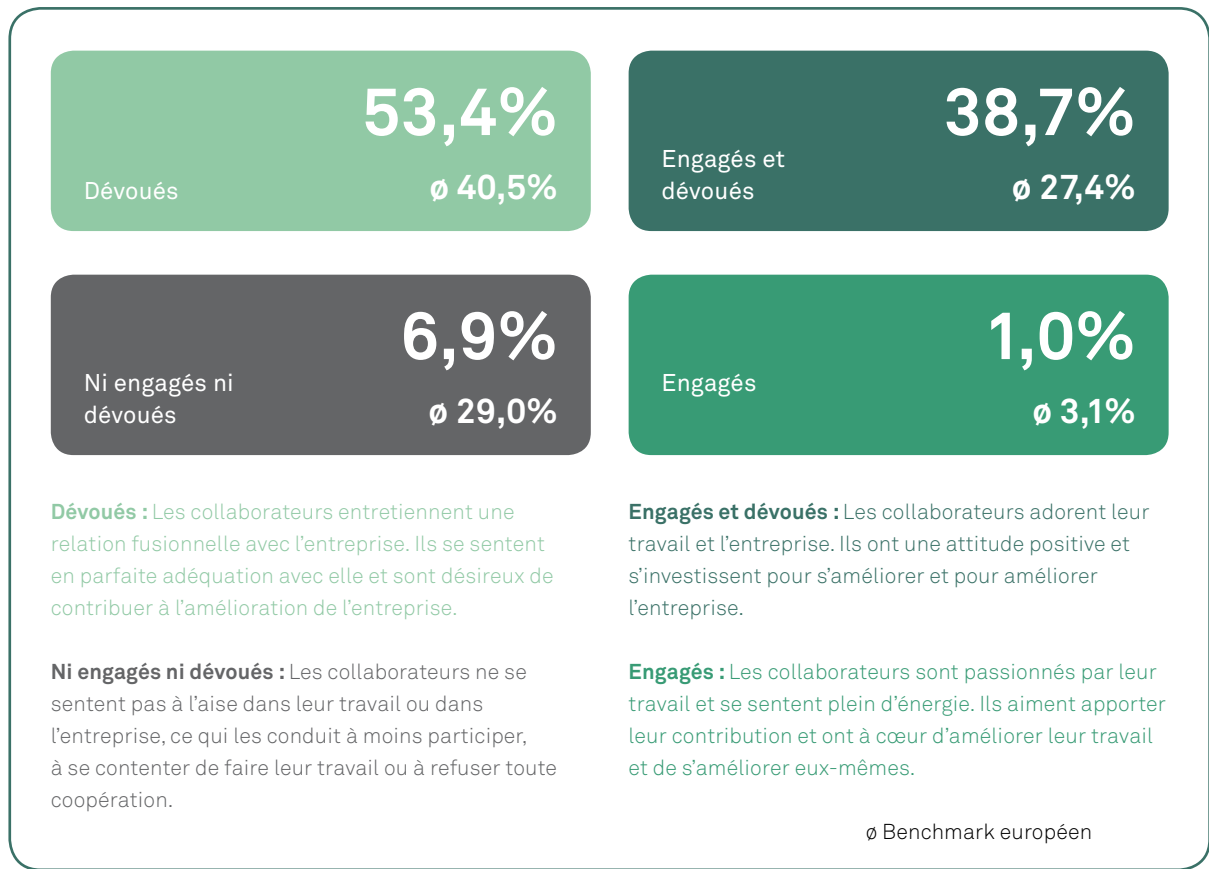 53,4%
Dévoués
ø 40,5%
38,7%
Engagés et
dévoués
ø 27,4%
6,9%
Ni engagés ni
dévoués
ø 29,0%
1,0%
Engagés
ø 3,1%
Dévoués : Les collaborateurs entretiennent une
relation fusionnelle avec l’entreprise. Ils se sentent
en parfaite adéquation avec elle et sont désireux de
contribuer à l’amélioration de l’entreprise.
Engagés et dévoués : Les collaborateurs adorent leur
travail et l’entreprise. Ils ont une attitude positive et
s’investissent pour s’améliorer et pour améliorer
l’entreprise.
Ni engagés ni dévoués : Les collaborateurs ne se
sentent pas à l’aise dans leur travail ou dans
l’entreprise, ce qui les conduit à moins participer,
à se contenter de faire leur travail ou à refuser toute
coopération.
Engagés : Les collaborateurs sont passionnés par leur
travail et se sentent plein d’énergie. Ils aiment apporter
leur contribution et ont à cœur d’améliorer leur travail
et de s’améliorer eux-mêmes.
ø Benchmark européen